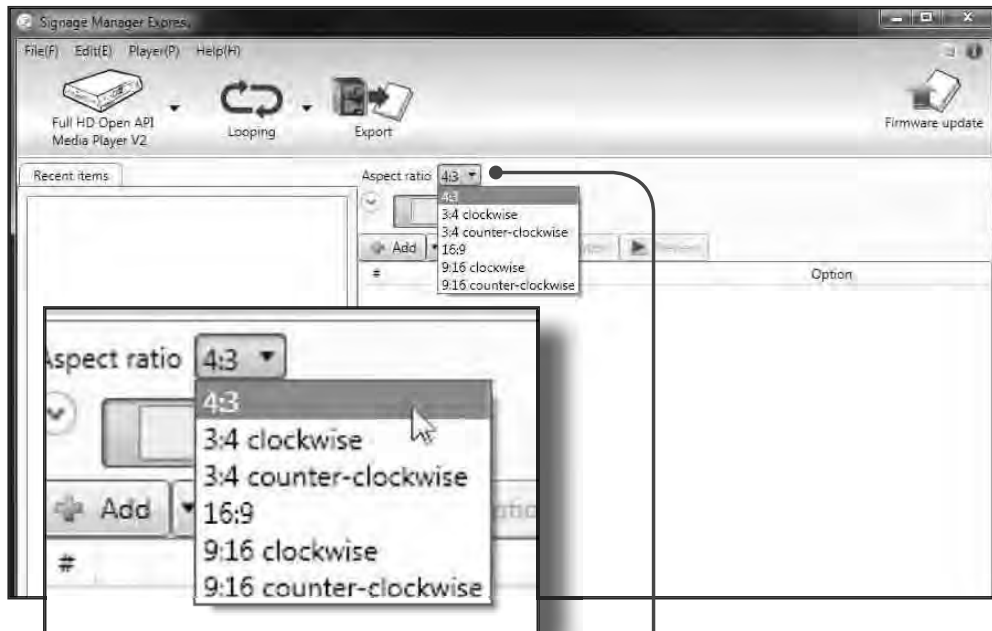 Signage Manager Express
File(F) Edit(E) Player(P) Help(H)
Full HD Open API
Media Player V2
Looping
Export
Firmware update
Recent items
Aspect ratio 4:3
4:3
3:4 clockwise
3:4 counter-clockwise
16:9
9:16 clockwise
9:16 counter-clockwise
Add
#
Option
Aspect ratio 4:3
4:3
3:4 clockwise
3:4 counter-clockwise
16:9
9:16 clockwise
9:16 counter-clockwise
Add
#